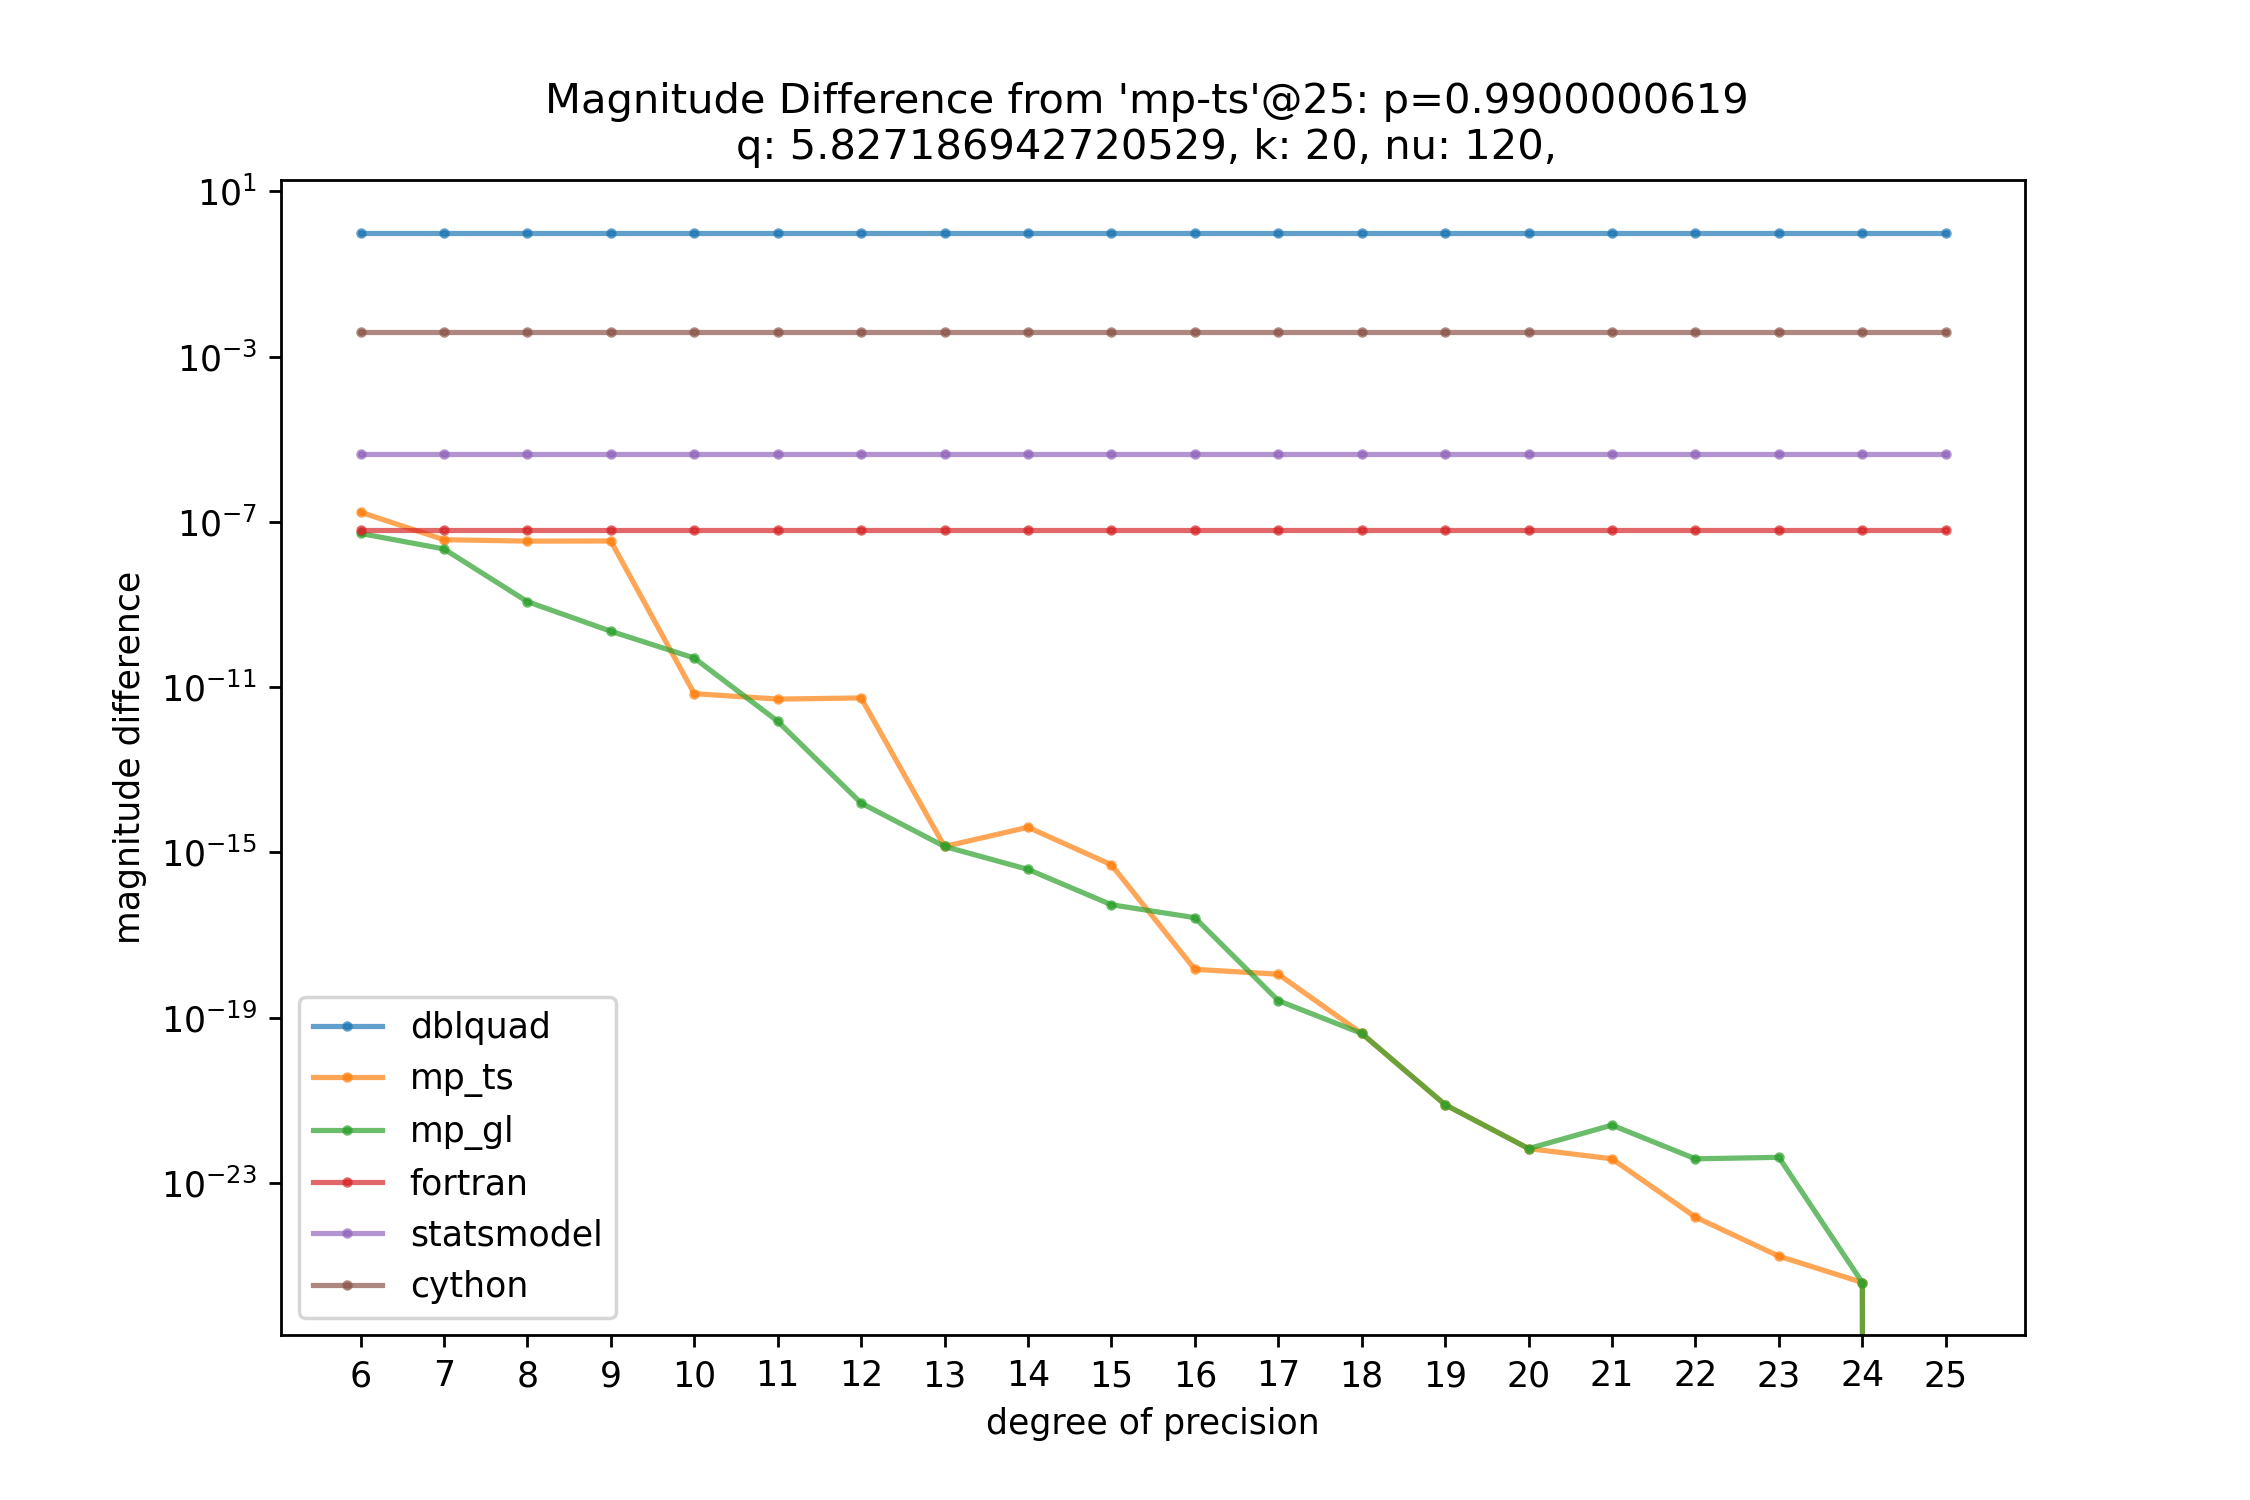 Magnitude Difference from 'mp-ts'@25: p=0.9900000619
q: 5.827186942720529, k: 20, nu: 120,
10¹
10⁻³
10⁻⁷
10⁻¹¹
10⁻¹⁵
10⁻¹⁹
10⁻²³
magnitude difference
dblquad
mp_ts
mp_gl
fortran
statsmodel
cython
6 7 8 9 10 11 12 13 14 15 16 17 18 19 20 21 22 23 24 25
degree of precision